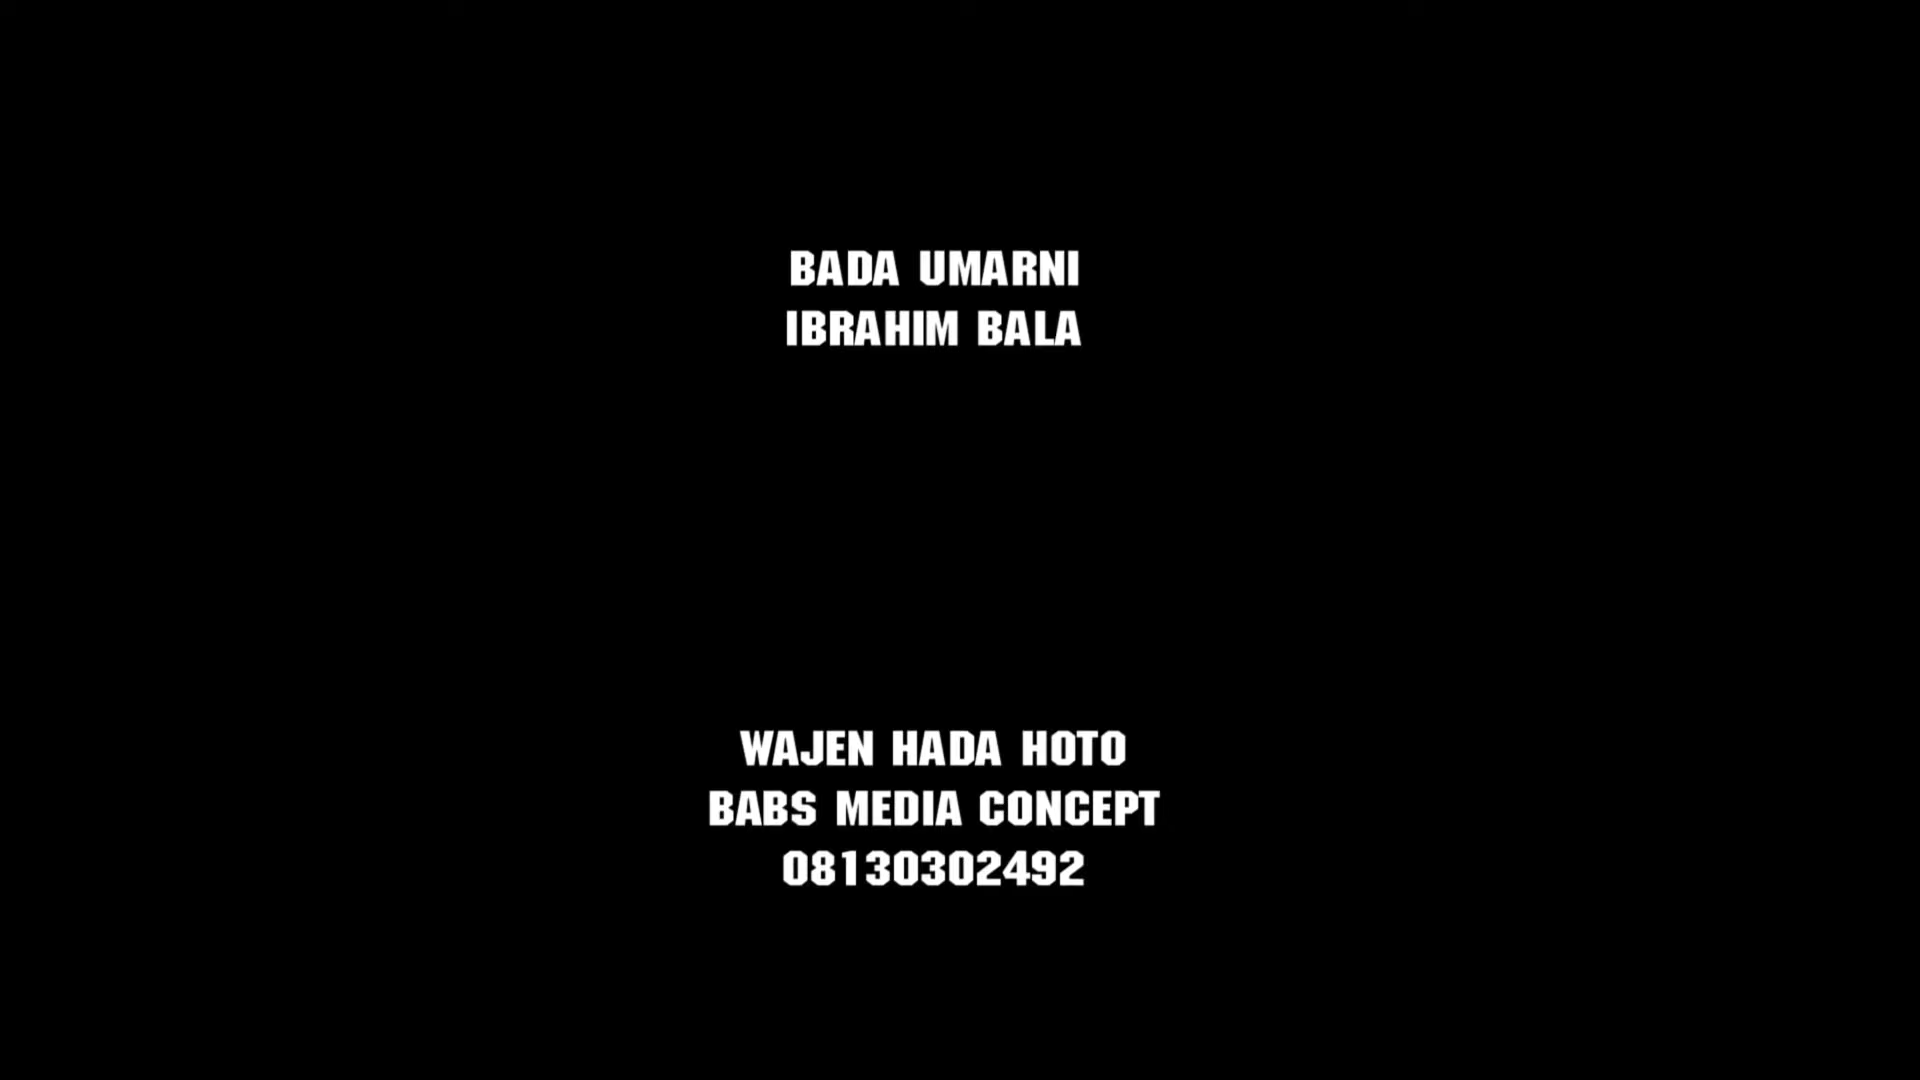 BADA UMARNI
IBRAHIM BALA
WAJEN HADA HOTO
BABS MEDIA CONCEPT
08130302492